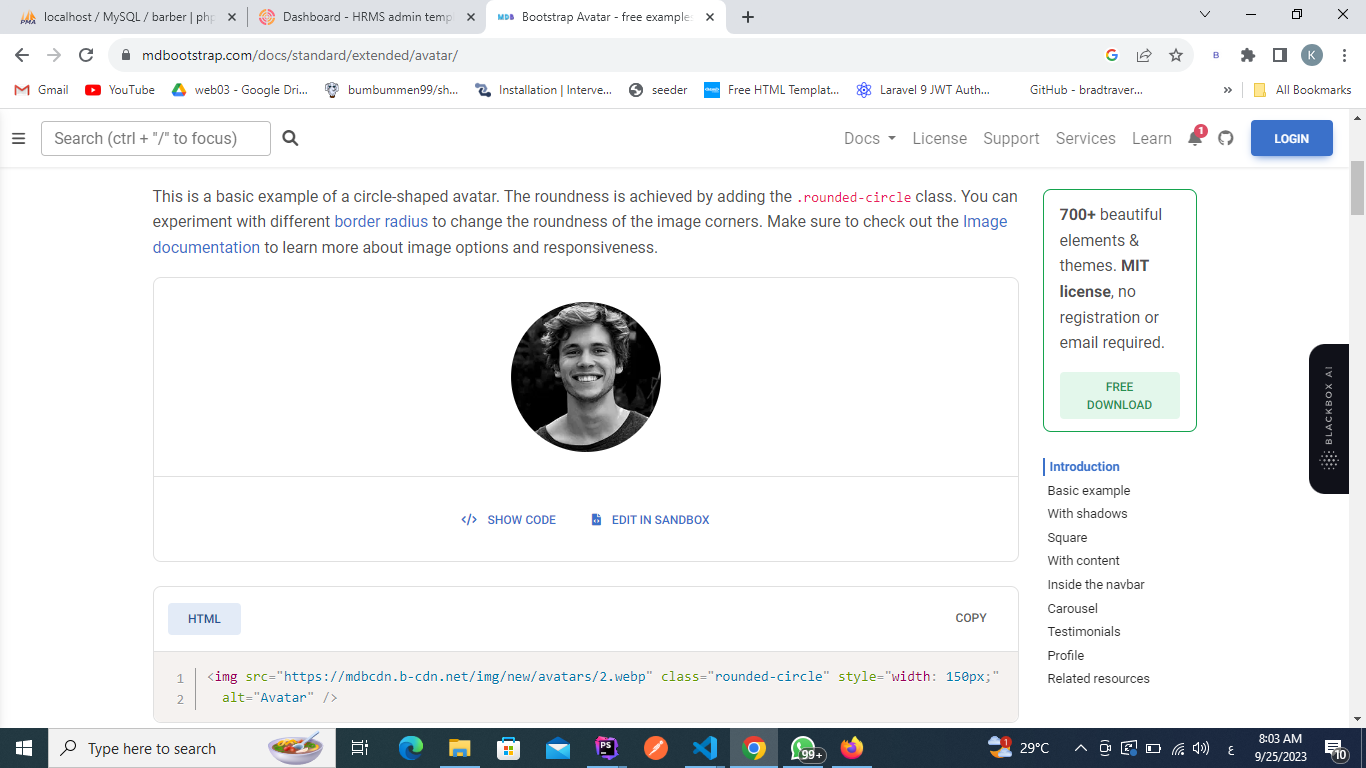 localhost / MySQL / barber | php
Dashboard - HRMS admin temp
MDB Bootstrap Avatar - free examples
mdbootstrap.com/docs/standard/extended/avatar/
B
K
Gmail YouTube web03 - Google Dri... bumbummen99/sh... Installation | Interve... seeder Free HTML Templat... Laravel 9 JWT Auth... GitHub - bradtraver... » All Bookmarks
Search (ctrl + "/" to focus) Docs License Support Services Learn 1 LOGIN
This is a basic example of a circle-shaped avatar. The roundness is achieved by adding the .rounded-circle class. You can
experiment with different border radius to change the roundness of the image corners. Make sure to check out the Image
documentation to learn more about image options and responsiveness.
SHOW CODE EDIT IN SANDBOX
HTML COPY
1 <img src="https://mdbcdn.b-cdn.net/img/new/avatars/2.webp" class="rounded-circle" style="width: 150px;"
2 alt="Avatar" />
700+ beautiful
elements &
themes. MIT
license, no
registration or
email required.
FREE
DOWNLOAD
Introduction
Basic example
With shadows
Square
With content
Inside the navbar
Carousel
Testimonials
Profile
Related resources
BLACKBOX AI
Type here to search
PS
99+
1
29°C
ع
8:03 AM
9/25/2023
10